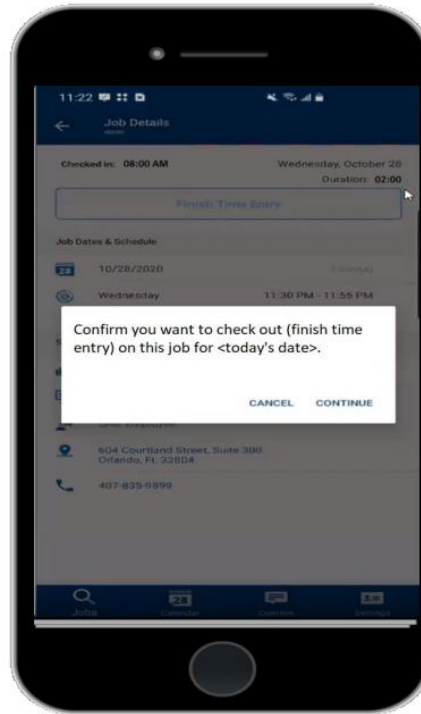 11:22
Job Details
Checked in: 08:00 AM
Wednesday, October 28
Duration: 02:00
Finish Time Entry
Job Dates & Schedule
28
10/28/2020
Wednesday
11:30 PM - 11:55 PM
Confirm you want to check out (finish time
entry) on this job for <today's date>.
CANCEL CONTINUE
604 Courtland Street, Suite 300
Orlando, FL 32804
407-835-9899
28
Jobs
Calendar
Settings